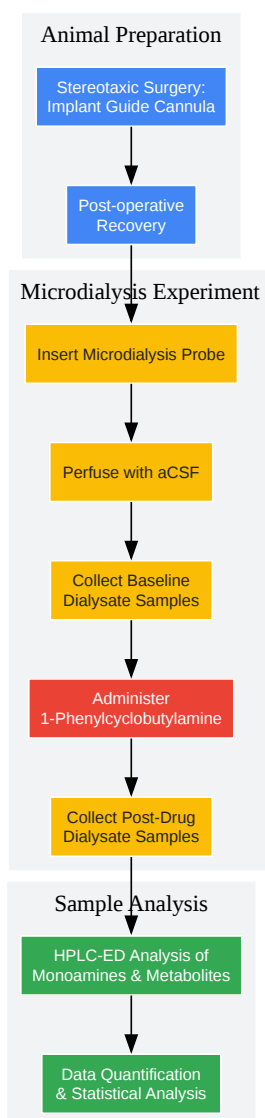 Animal Preparation
Stereotaxic Surgery:
Implant Guide Cannula
Post-operative
Recovery
Microdialysis Experiment
Insert Microdialysis Probe
Perfuse with aCSF
Collect Baseline
Dialysate Samples
Administer
1-Phenylcyclobutylamine
Collect Post-Drug
Dialysate Samples
Sample Analysis
HPLC-ED Analysis of
Monoamines & Metabolites
Data Quantification
& Statistical Analysis